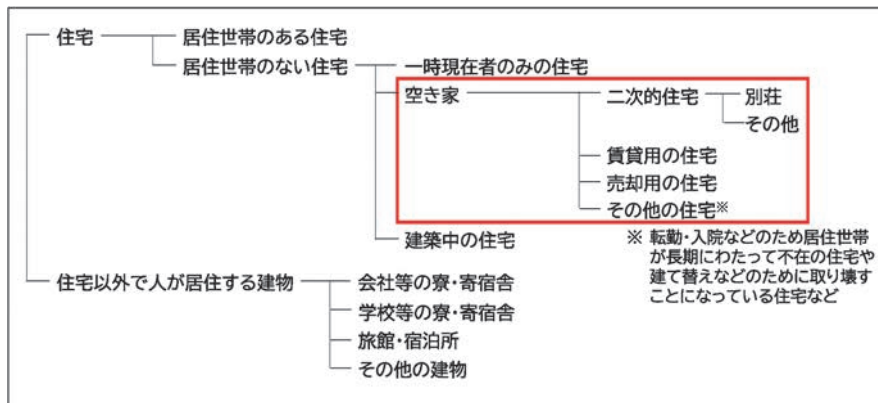 住宅 居住世帯のある住宅
居住世帯のない住宅 一時現在者のみの住宅
空き家 二次的住宅 別荘
その他
賃貸用の住宅
売却用の住宅
その他の住宅※
建築中の住宅
※ 転勤・入院などのため居住世帯
が長期にわたって不在の住宅や
建て替えなどのために取り壊す
ことになっている住宅など
住宅以外で人が居住する建物 会社等の寮・寄宿舎
学校等の寮・寄宿舎
旅館・宿泊所
その他の建物